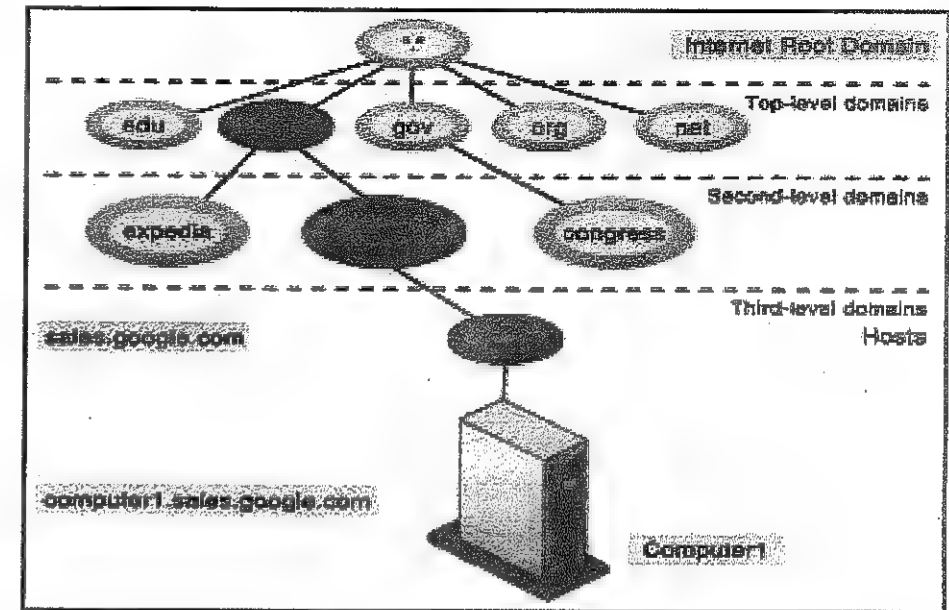 Internet Root Domain
Top-level domains
edu
gov
org
net
Second-level domains
expedia
congress
Third-level domains
Hosts
sales.google.com
computer1.sales.google.com
Computer1